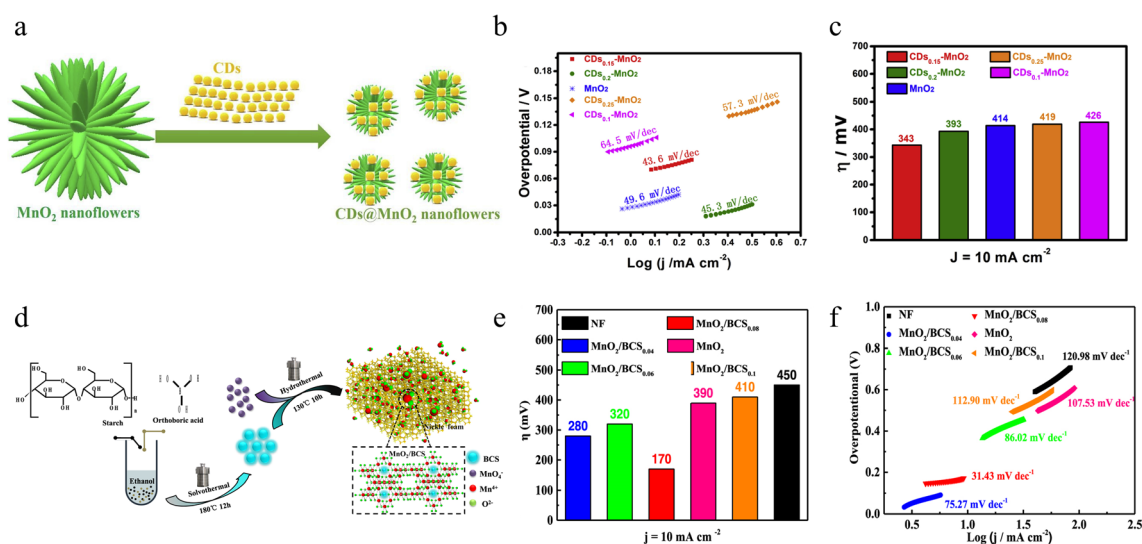 a
CDs
MnO2 nanoflowers
CDs@MnO2 nanoflowers
b
Overpotential / V
0.18
0.15
0.12
0.09
0.06
0.03
0.00
CDs0.15-MnO2
CDs0.2-MnO2
MnO2
CDs0.25-MnO2
CDs0.1-MnO2
57.3 mV/dec
64.5 mV/dec
43.6 mV/dec
49.6 mV/dec
45.3 mV/dec
-0.3 -0.2 -0.1 0.0 0.1 0.2 0.3 0.4 0.5 0.6 0.7
Log (j /mA cm-2)
c
η / mV
700
600
500
400
300
200
100
0
CDs0.15-MnO2 CDs0.25-MnO2
CDs0.2-MnO2 CDs0.1-MnO2
MnO2
343 393 414 419 426
J = 10 mA cm-2
d
Starch
Orthoboric acid
Ethanol
Solvothermal
180℃ 12h
Hydrothermal
130℃ 10h
Nickle foam
MnO2/BCS
BCS
MnO4-
Mn4+
O2-
e
η (mV)
700
600
500
400
300
200
100
0
NF MnO2/BCS0.08
MnO2/BCS0.04 MnO2
MnO2/BCS0.06 MnO2/BCS0.1
280 320 170 390 410 450
j = 10 mA cm-2
f
Overpotentional (V)
1.0
0.8
0.6
0.4
0.2
0.0
NF MnO2/BCS0.08
MnO2/BCS0.04 MnO2
MnO2/BCS0.06 MnO2/BCS0.1
120.98 mV dec-1
112.90 mV dec-1
107.53 mV dec-1
86.02 mV dec-1
31.43 mV dec-1
75.27 mV dec-1
0.5 1.0 1.5 2.0 2.5
Log (j / mA cm-2)